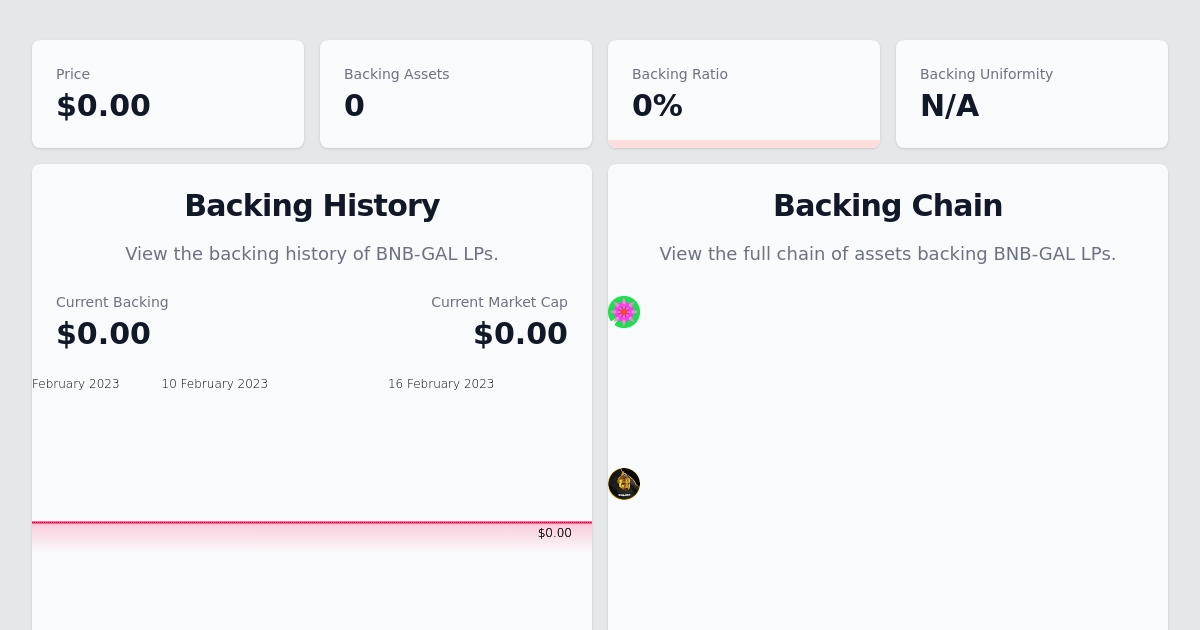 Price
$0.00
Backing Assets
0
Backing Ratio
0%
Backing Uniformity
N/A
Backing History
View the backing history of BNB-GAL LPs.
Current Backing
$0.00
Current Market Cap
$0.00
February 2023
10 February 2023
16 February 2023
$0.00
Backing Chain
View the full chain of assets backing BNB-GAL LPs.